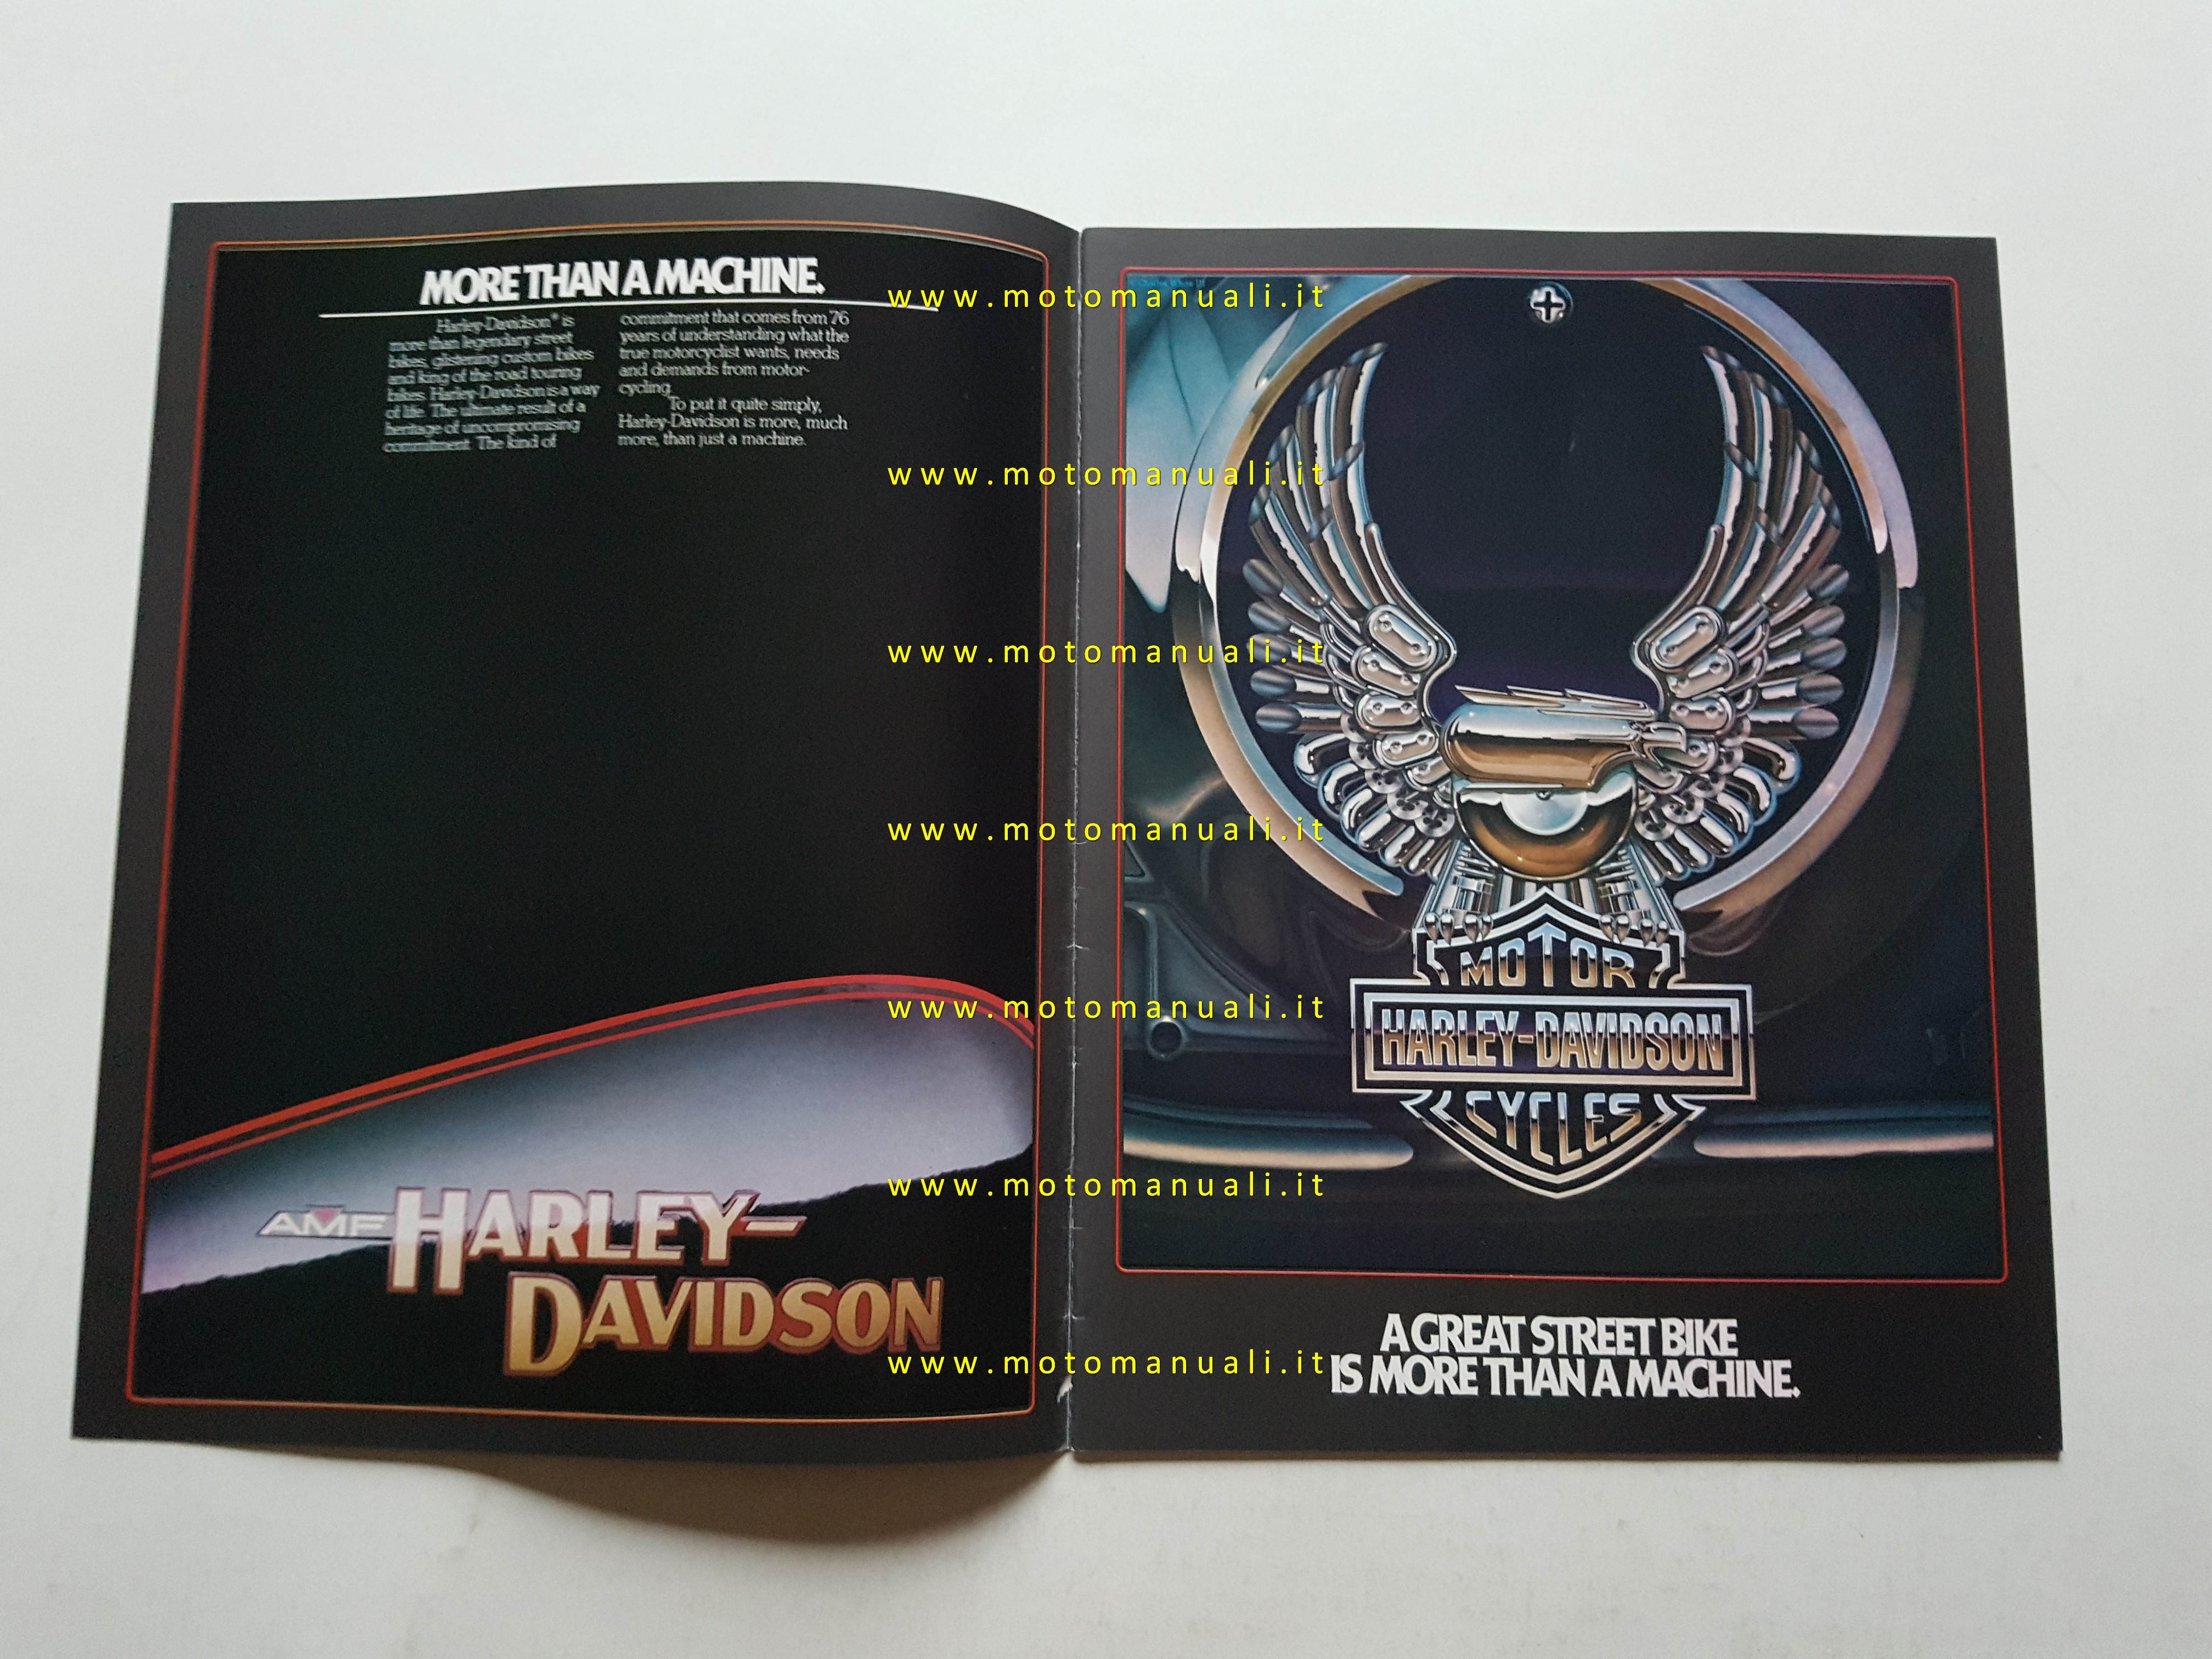 MORE THAN A MACHINE.
Harley-Davidson® is
more than legendary street
bikes, glistening custom bikes
and king of the road touring
bikes. Harley-Davidson is a way
of life. The ultimate result of a
heritage of uncompromising
commitment. The kind of
commitment that comes from 76
years of understanding what the
true motorcyclist wants, needs
and demands from motor-
cycling.
To put it quite simply,
Harley-Davidson is more, much
more, than just a machine.
AMF HARLEY-
DAVIDSON
MOTOR
HARLEY-DAVIDSON
CYCLES
A GREAT STREET BIKE
IS MORE THAN A MACHINE.
www.motomanuali.it
www.motomanuali.it
www.motomanuali.it
www.motomanuali.it
www.motomanuali.it
www.motomanuali.it
www.motomanuali.it